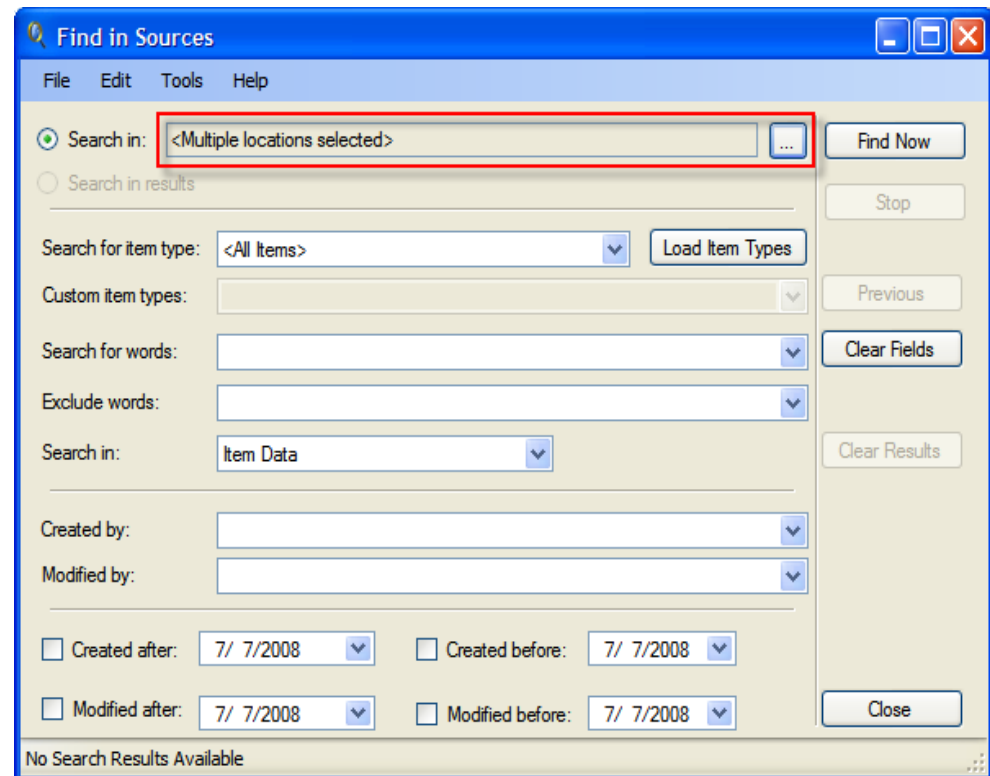 Find in Sources
File Edit Tools Help
Search in: <Multiple locations selected> ... Find Now
Search in results
Stop
Search for item type: <All Items> Load Item Types
Custom item types: Previous
Search for words: Clear Fields
Exclude words:
Search in: Item Data Clear Results
Created by:
Modified by:
Created after: 7/ 7/2008 Created before: 7/ 7/2008
Modified after: 7/ 7/2008 Modified before: 7/ 7/2008 Close
No Search Results Available